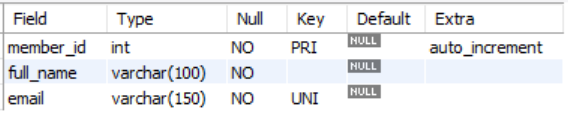 Field Type Null Key Default Extra
member_id int NO PRI NULL auto_increment
full_name varchar(100) NO NULL
email varchar(150) NO UNI NULL